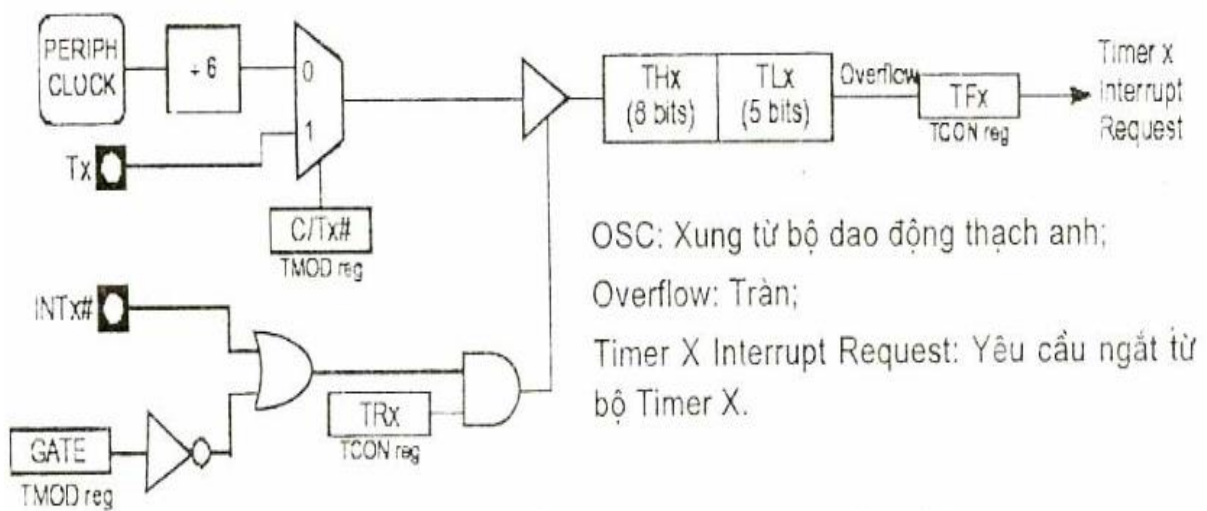 PERIPH
CLOCK
÷ 6
0
1
Tx
C/Tx#
TMOD reg
THx
(8 bits)
TLx
(5 bits)
Overflow
TFx
TCON reg
Timer x
Interrupt
Request
INTx#
GATE
TMOD reg
TRx
TCON reg
OSC: Xung từ bộ dao động thạch anh;
Overflow: Tràn;
Timer X Interrupt Request: Yêu cầu ngắt từ
bộ Timer X.